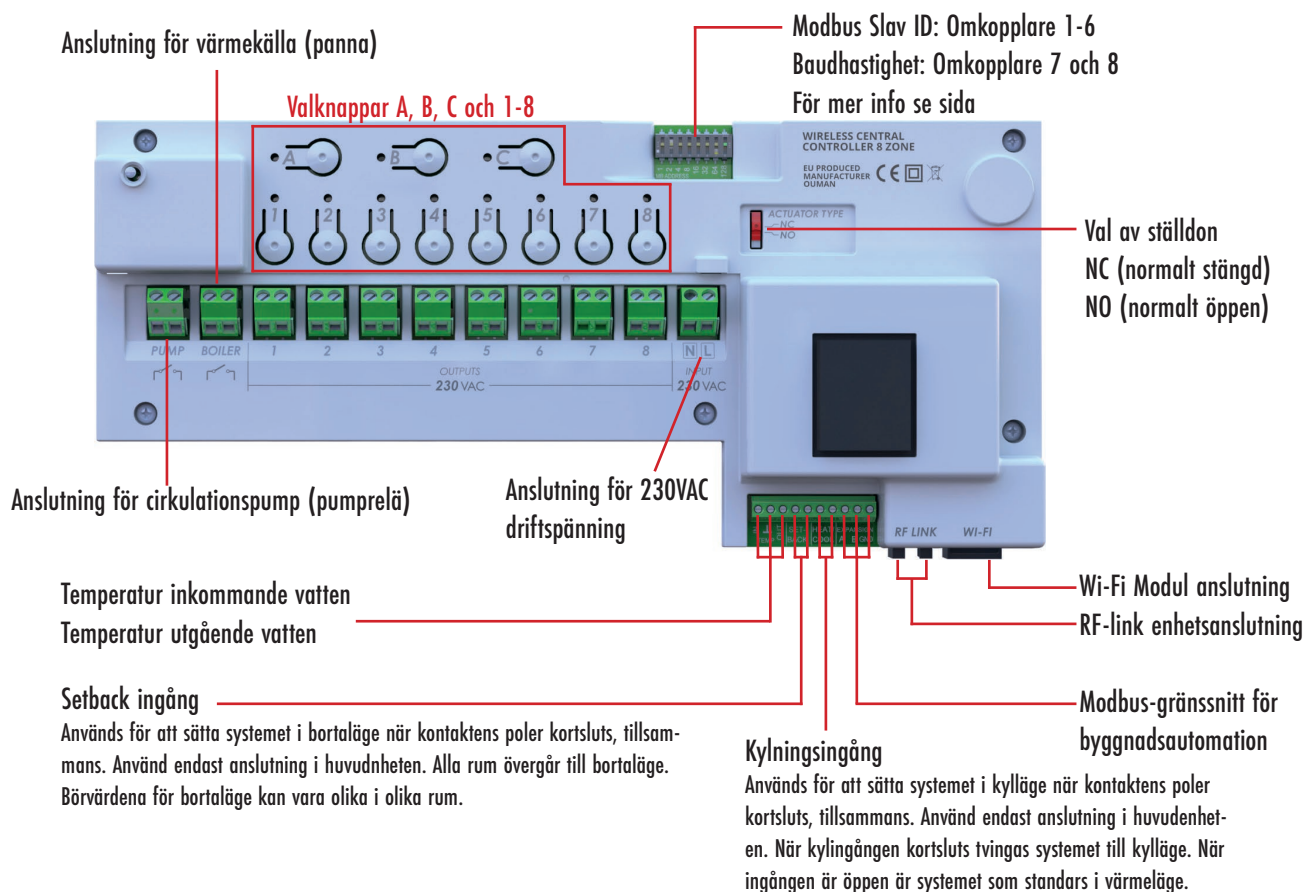 Anslutning för värmekälla (panna)
Modbus Slav ID: Omkopplare 1-6
Baudhastighet: Omkopplare 7 och 8
För mer info se sida
Valknappar A, B, C och 1-8
A
B
C
1
2
3
4
5
6
7
8
WIRELESS CENTRAL
CONTROLLER 8 ZONE
EU PRODUCED
MANUFACTURER
OUMAN
CE
ACTUATOR TYPE
NC
NO
Val av ställdon
NC (normalt stängd)
NO (normalt öppen)
PUMP
BOILER
1
2
3
4
5
6
7
8
N L
OUTPUTS
230 VAC
INPUT
230 VAC
Anslutning för cirkulationspump (pumprelä)
Anslutning för 230VAC
driftspänning
RF LINK
WI-FI
Temperatur inkommande vatten
Temperatur utgående vatten
Wi-Fi Modul anslutning
RF-link enhetsanslutning
Setback ingång
Används för att sätta systemet i bortaläge när kontaktens poler kortsluts, tillsam-
mans. Använd endast anslutning i huvudnheten. Alla rum övergår till bortaläge.
Börvärdena för bortaläge kan vara olika i olika rum.
Modbus-gränssnitt för
byggnadsautomation
Kylningsingång
Används för att sätta systemet i kylläge när kontaktens poler
kortsluts, tillsammans. Använd endast anslutning i huvudenhet-
en. När kylingången kortsluts tvingas systemet till kylläge. När
ingången är öppen är systemet som standars i värmeläge.